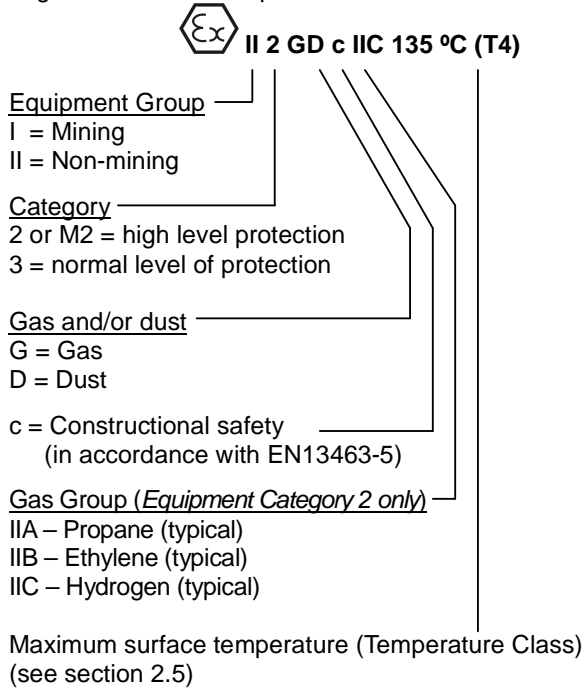 Ex II 2 GD c IIC 135 ºC (T4)
Equipment Group
I = Mining
II = Non-mining
Category
2 or M2 = high level protection
3 = normal level of protection
Gas and/or dust
G = Gas
D = Dust
c = Constructional safety
(in accordance with EN13463-5)
Gas Group (Equipment Category 2 only)
IIA – Propane (typical)
IIB – Ethylene (typical)
IIC – Hydrogen (typical)
Maximum surface temperature (Temperature Class)
(see section 2.5)